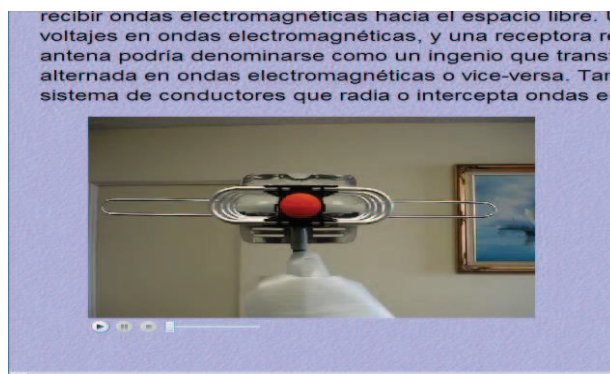 recibir ondas electromagnéticas hacia el espacio libre.
voltajes en ondas electromagnéticas, y una receptora
antena podría denominarse como un ingenio que
alternada en ondas electromagnéticas o vice-versa.
sistema de conductores que radia o intercepta ondas